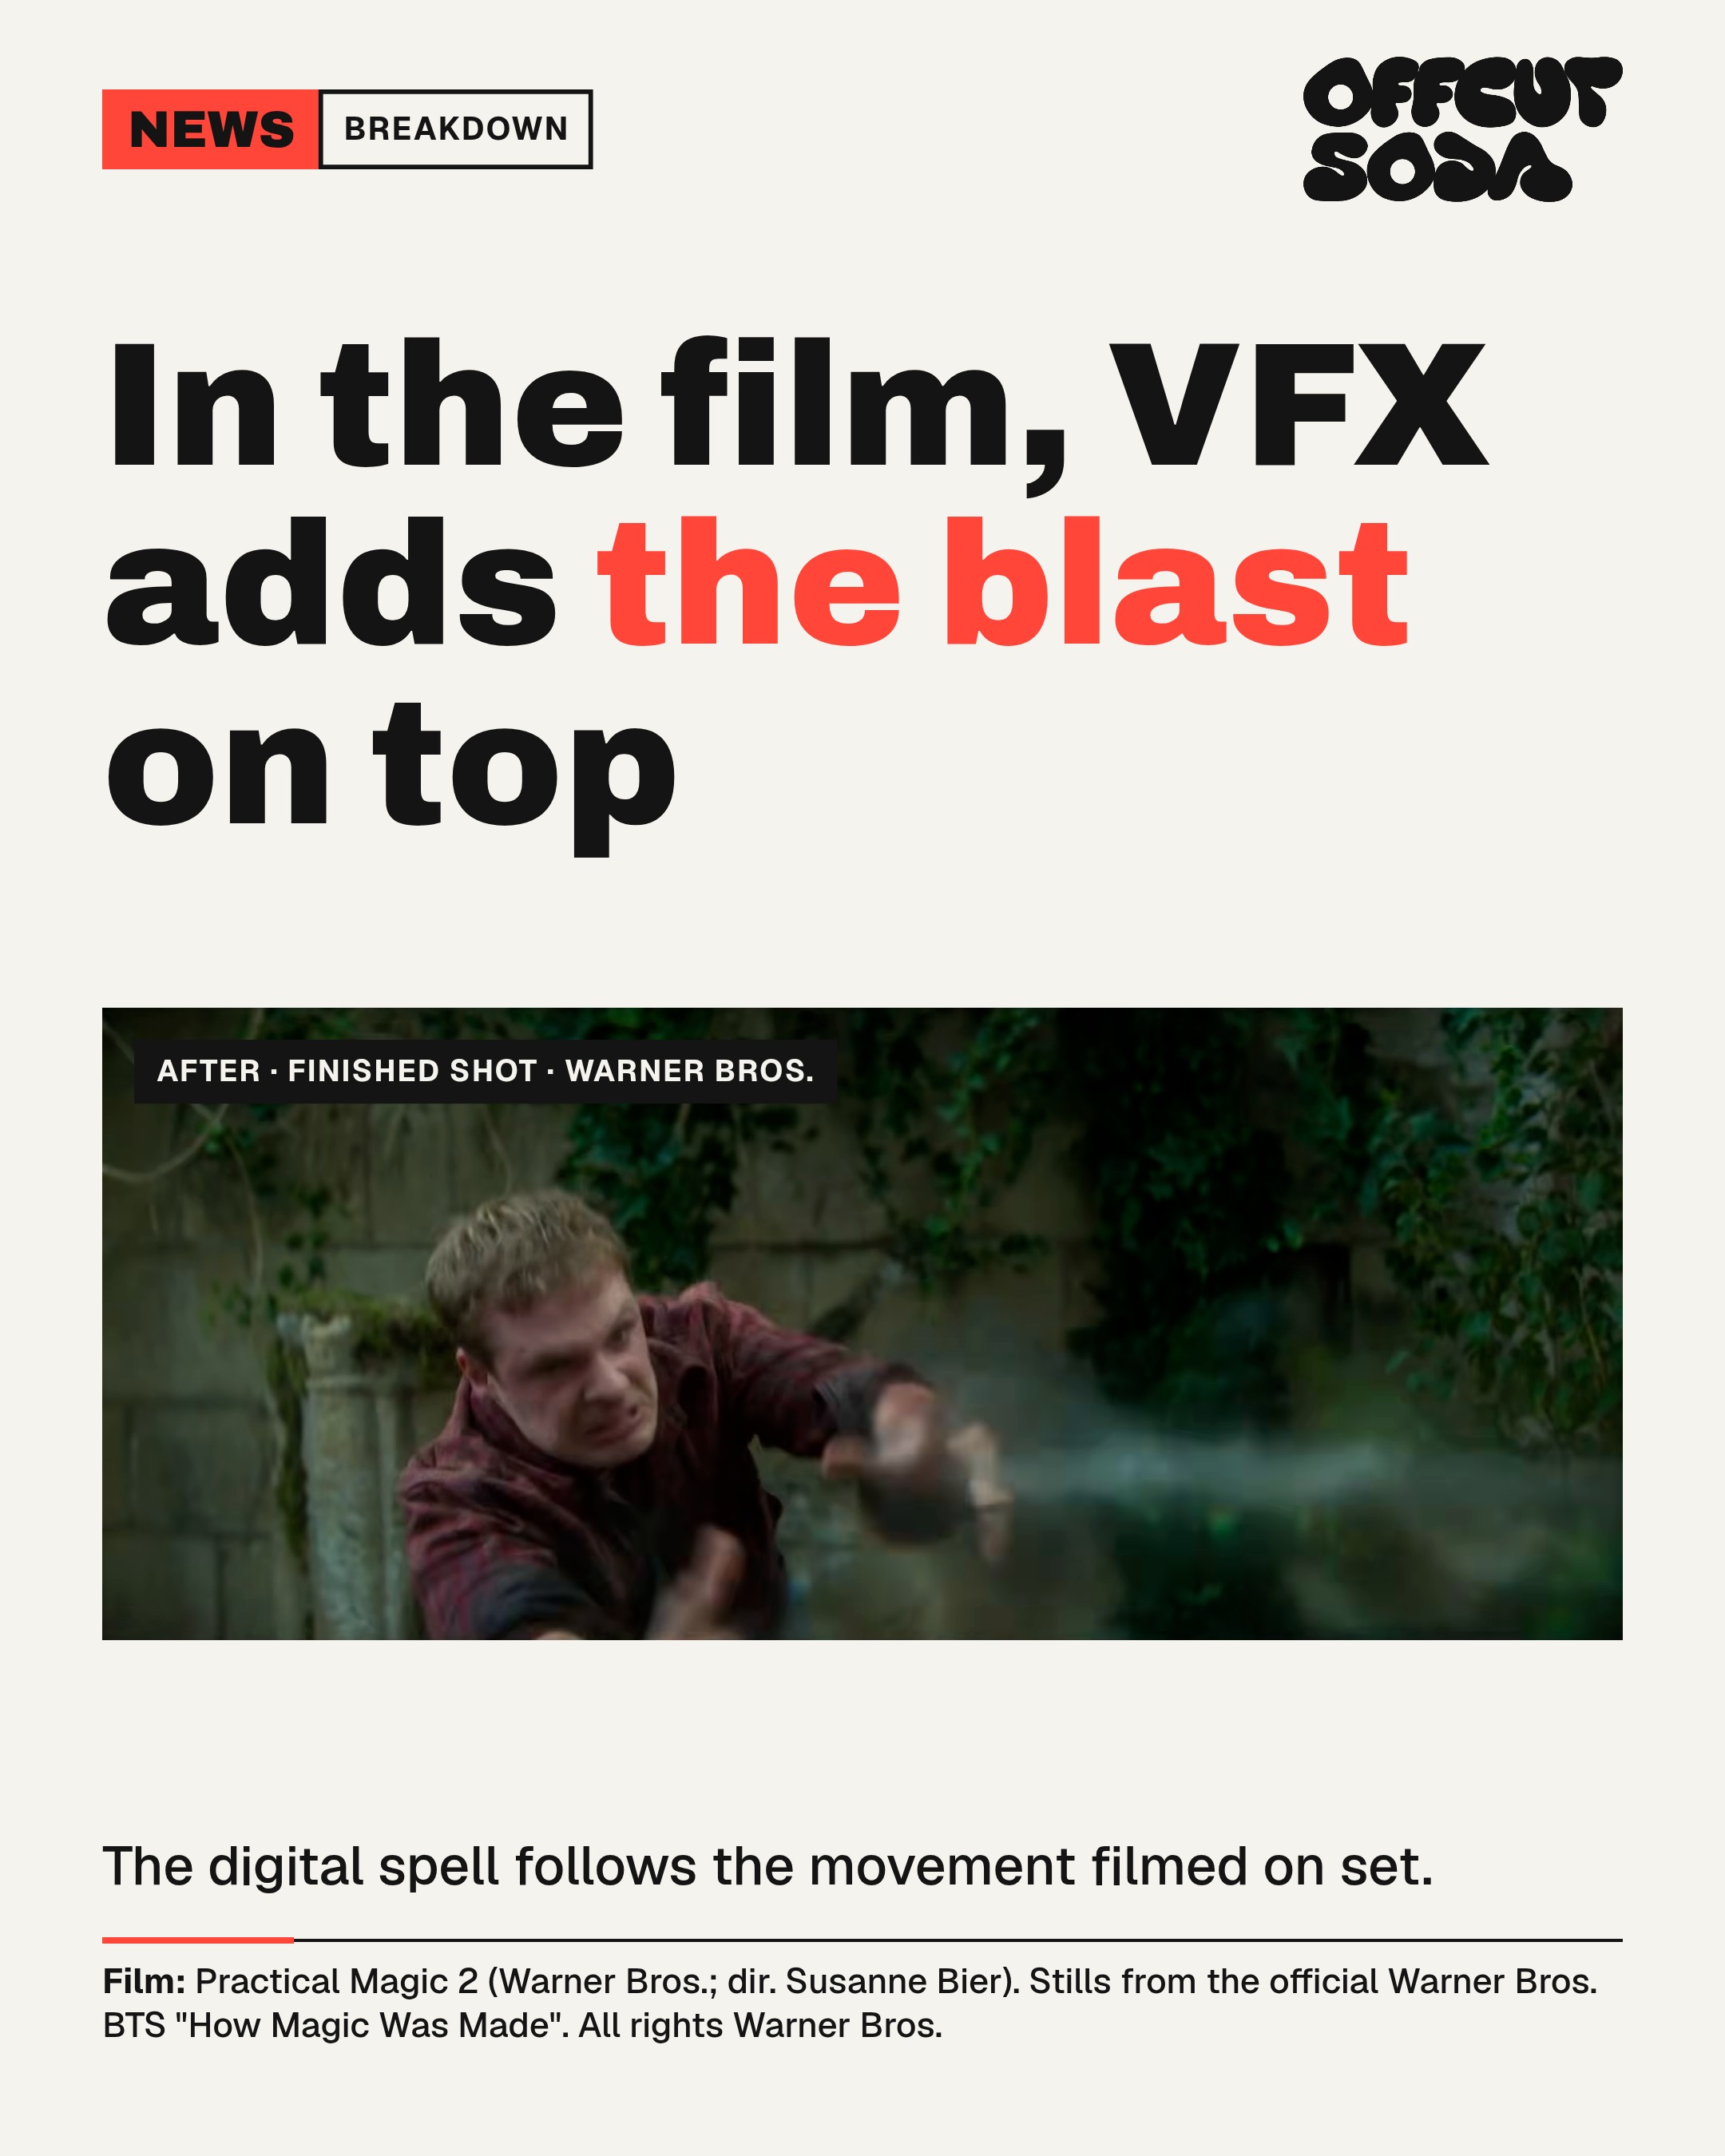 NEWS BREAKDOWN
OFFCUT
SODA
In the film, VFX
adds the blast
on top
AFTER · FINISHED SHOT · WARNER BROS.
The digital spell follows the movement filmed on set.
Film: Practical Magic 2 (Warner Bros.; dir. Susanne Bier). Stills from the official Warner Bros.
BTS "How Magic Was Made". All rights Warner Bros.